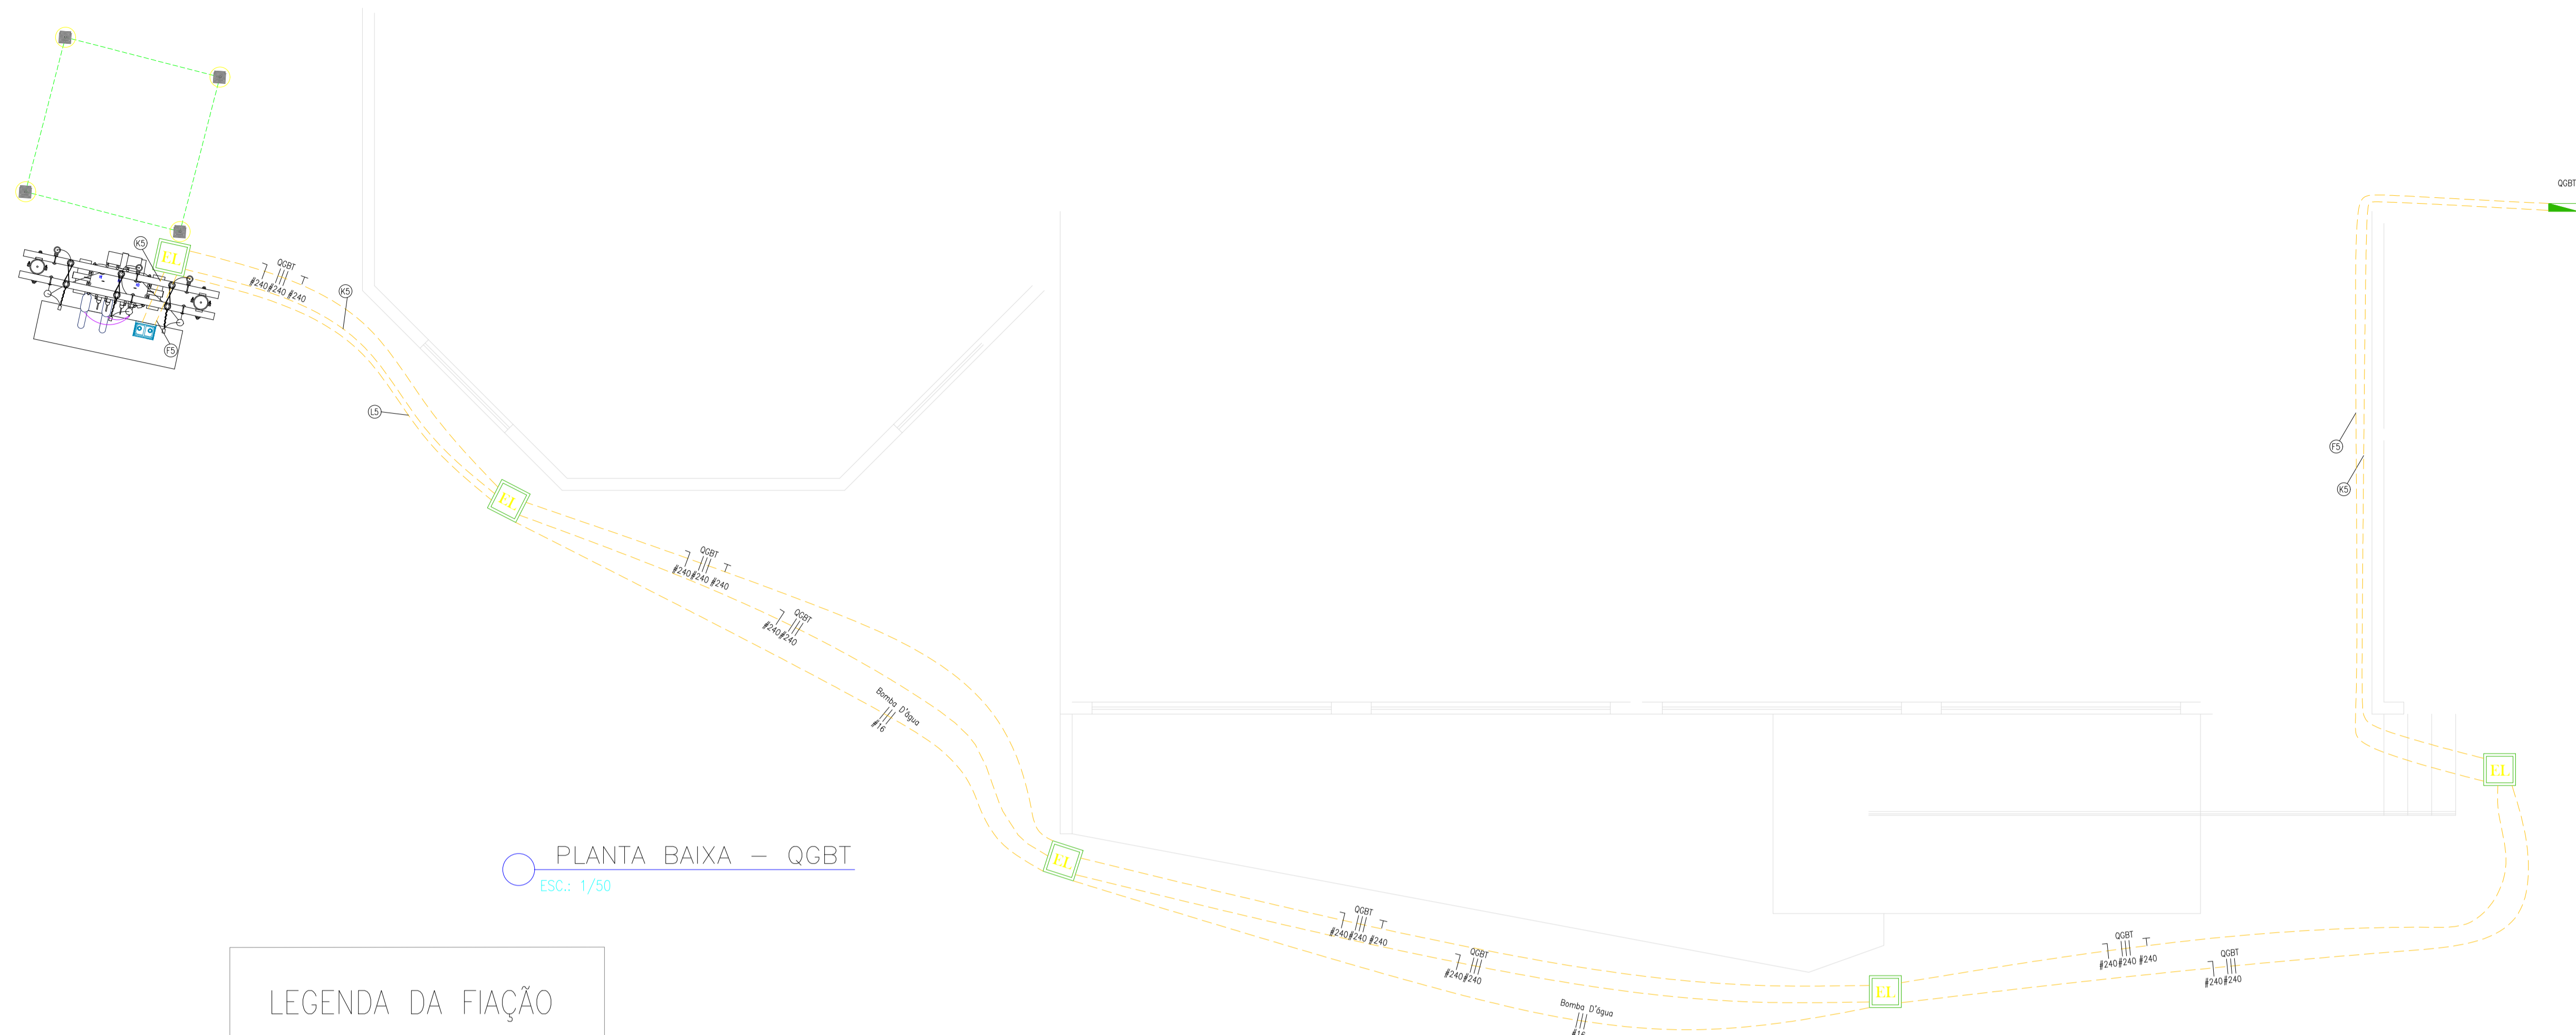 QGBT
K5
EL
QGBT
#240 #240 #240
K5
F5
L5
F5
K5
EL
QGBT
#240 #240 #240
QGBT
#240 #240
Bomba D'água
#16
EL
EL
PLANTA BAIXA — QGBT
ESC.: 1/50
QGBT
#240 #240 #240
QGBT
#240 #240
QGBT
#240 #240 #240
QGBT
#240 #240
EL
Bomba D'água
#16
LEGENDA DA FIAÇÃO